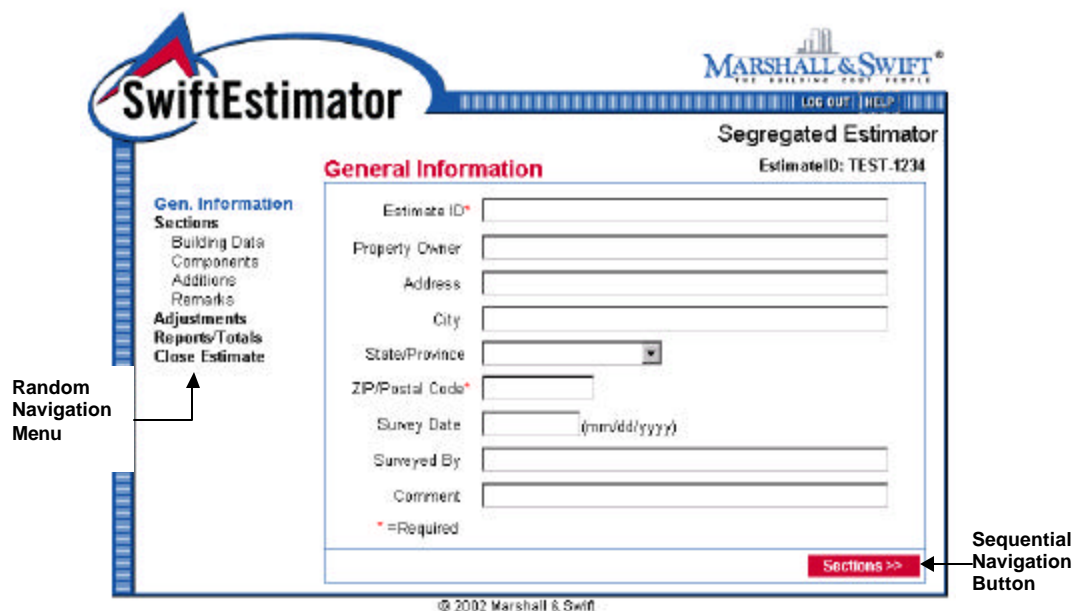 MARSHALL & SWIFT®
THE BUILDING COST PEOPLE
SwiftEstimator
LOG OUT HELP
Segregated Estimator
General Information
EstimateID: TEST-1234
Gen. Information
Sections
Building Data
Components
Additions
Remarks
Adjustments
Reports/Totals
Close Estimate
Estimate ID*
Property Owner
Address
City
State/Province
ZIP/Postal Code*
Survey Date (mm/dd/yyyy)
Surveyed By
Comment
* =Required
Sections >>
Random
Navigation
Menu
Sequential
Navigation
Button
© 2002 Marshall & Swift